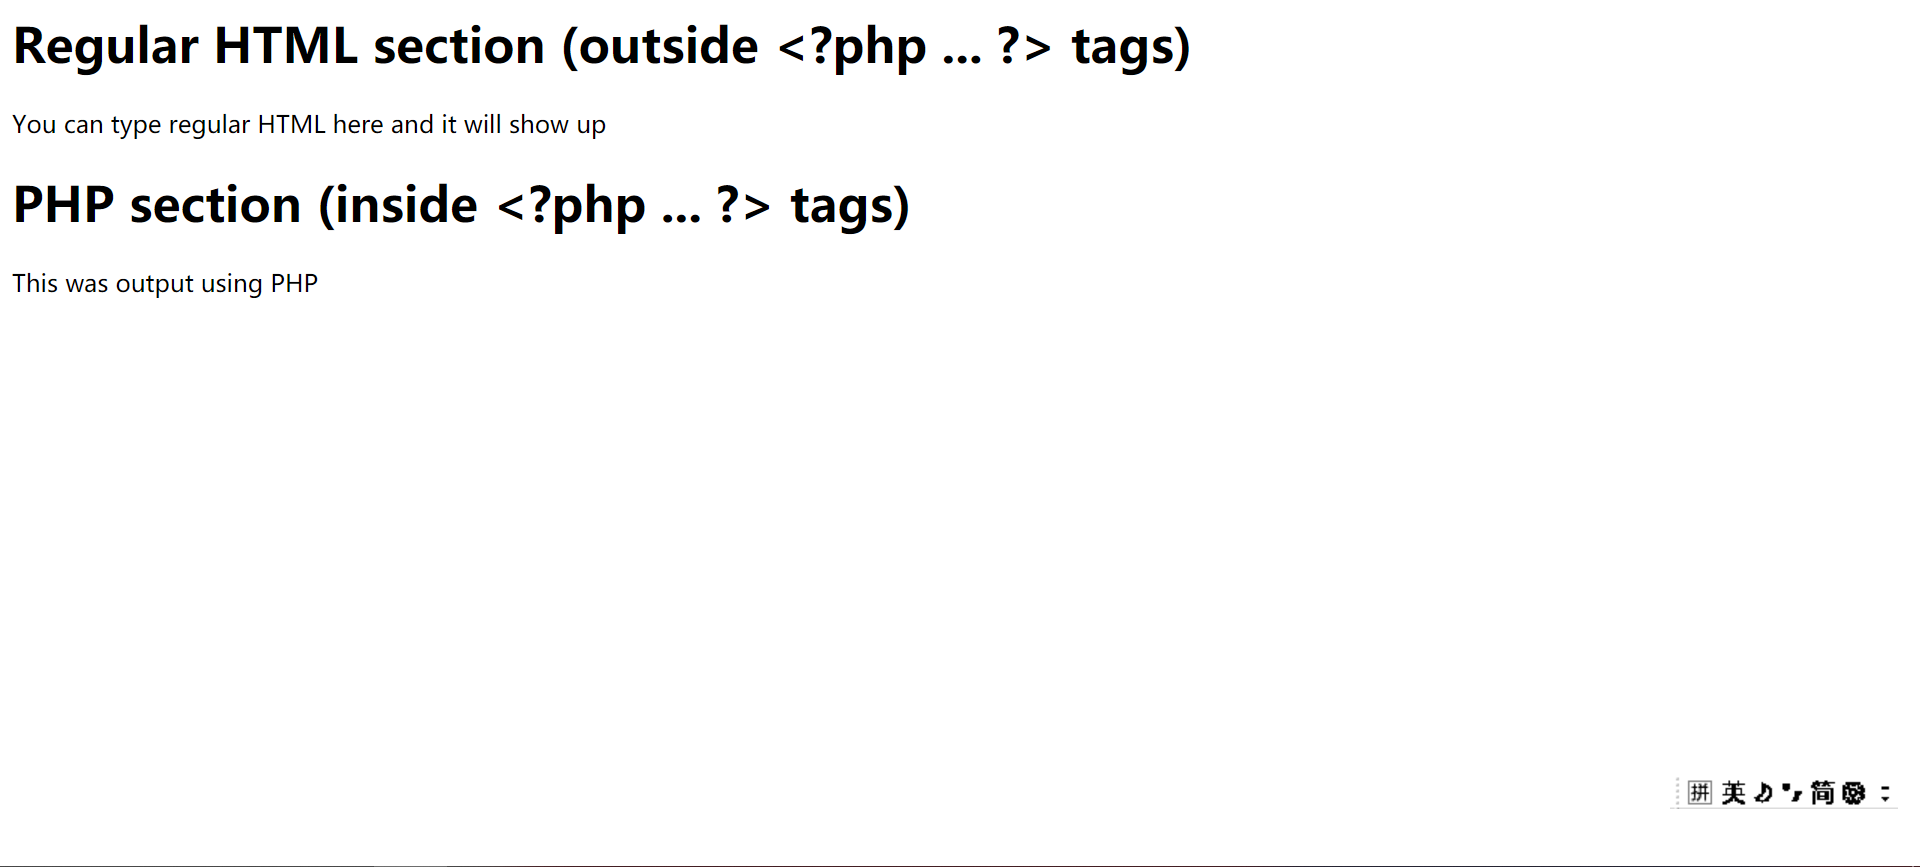 Regular HTML section (outside <?php ... ?> tags)
You can type regular HTML here and it will show up
PHP section (inside <?php ... ?> tags)
This was output using PHP
拼 英 简